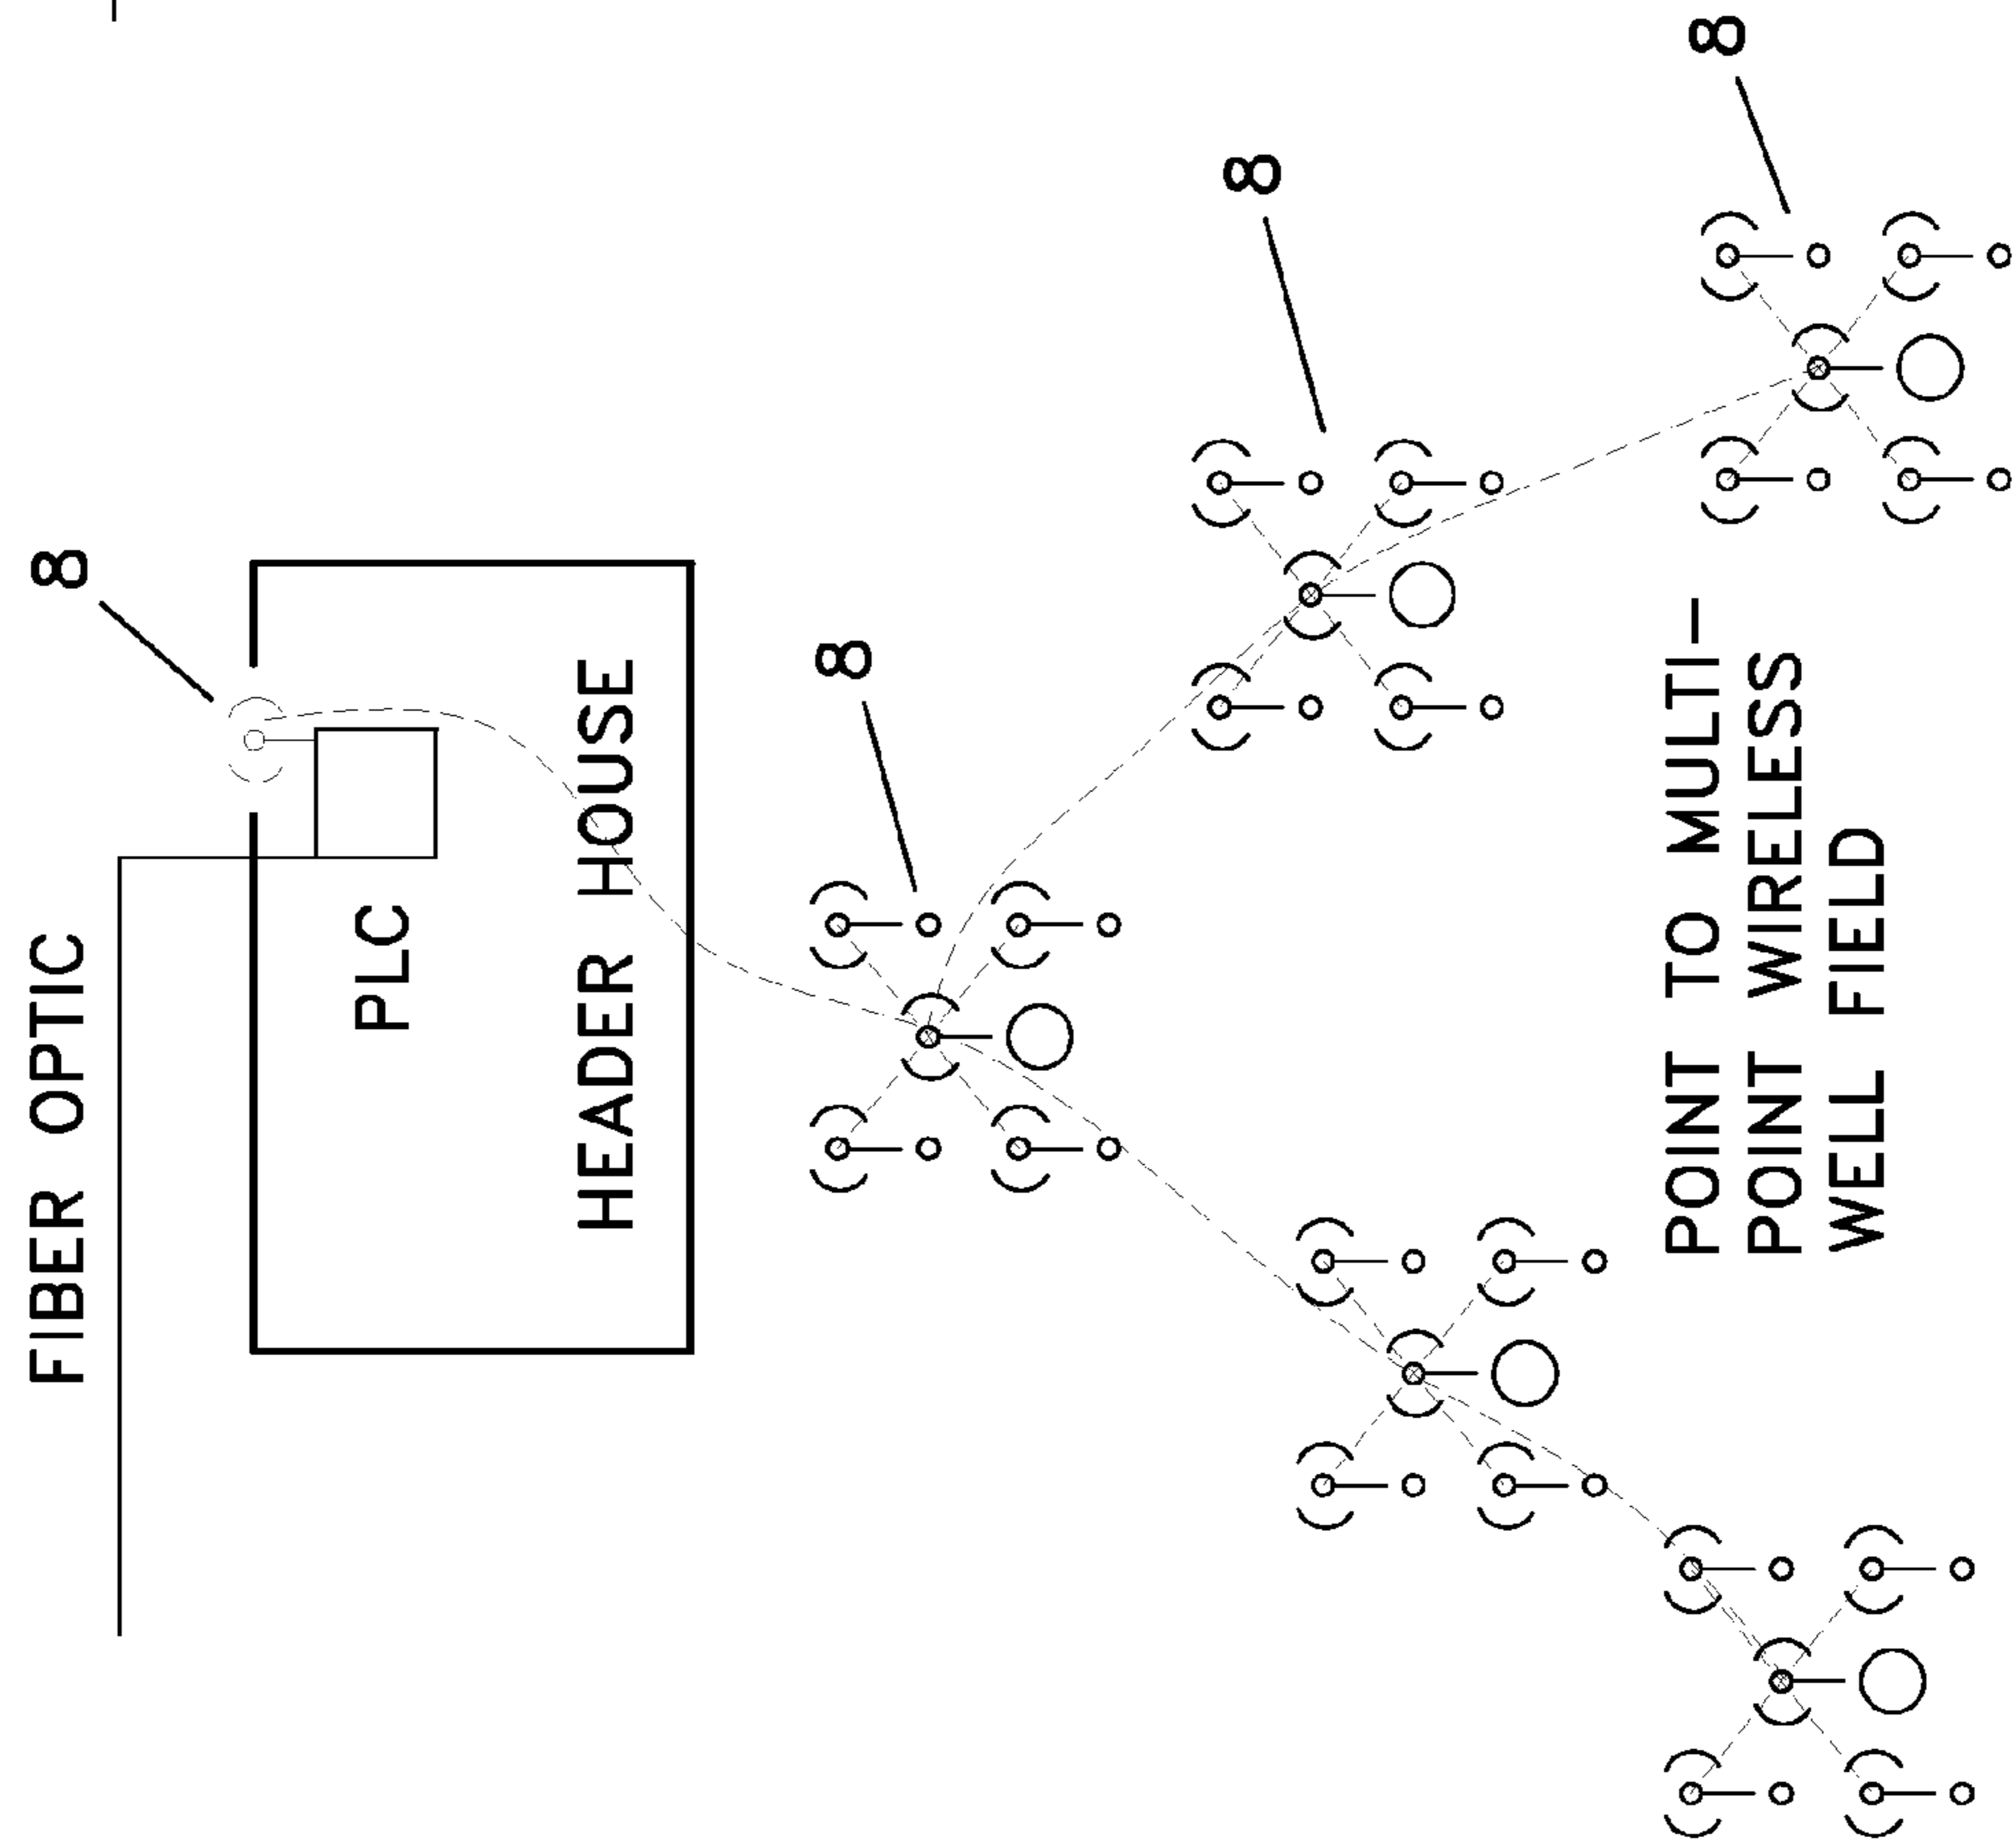 FIBER OPTIC
8
PLC
HEADER HOUSE
8
8
8
POINT TO MULTI—
POINT WIRELESS
WELL FIELD